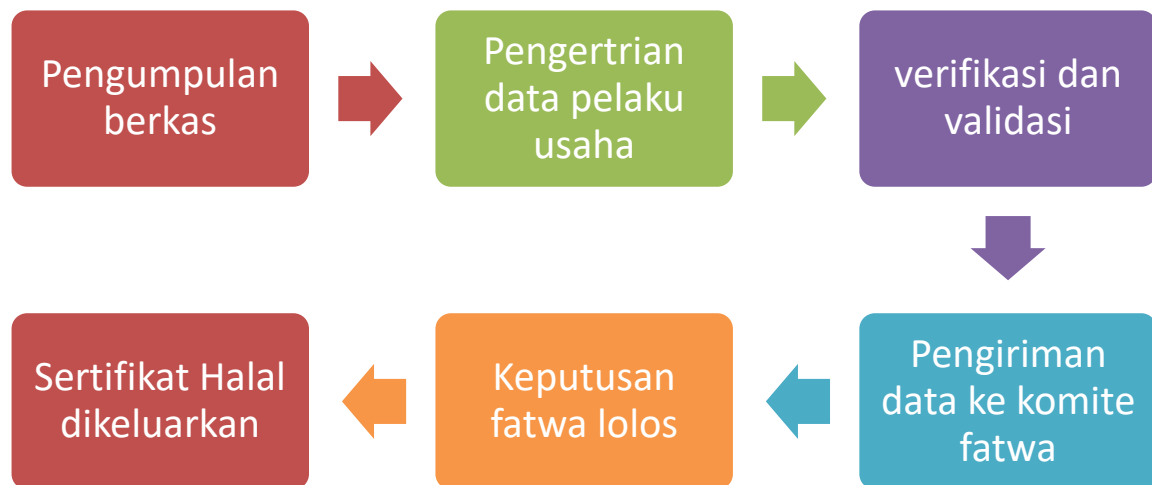 Pengumpulan
berkas
Pengertrian
data pelaku
usaha
verifikasi dan
validasi
Pengiriman
data ke komite
fatwa
Keputusan
fatwa lolos
Sertifikat Halal
dikeluarkan